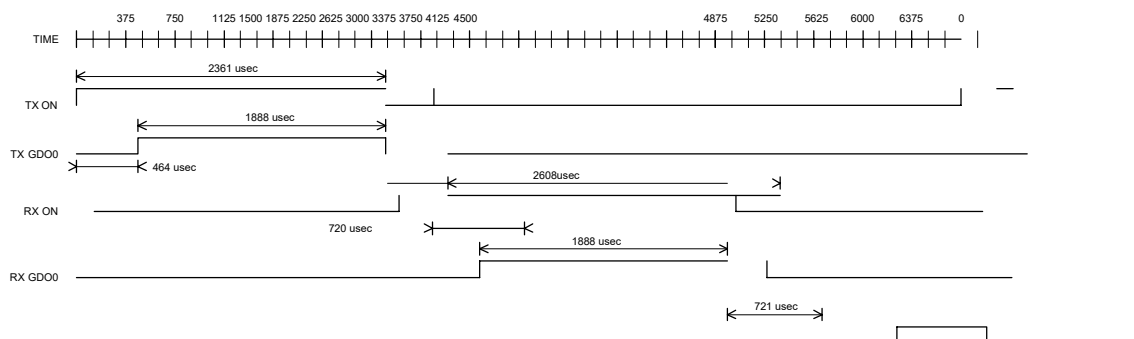 375 750 1125 1500 1875 2250 2625 3000 3375 3750 4125 4500 4875 5250 5625 6000 6375 0
TIME
2361 usec
TX ON
1888 usec
TX GDO0
464 usec
2608usec
RX ON
720 usec
1888 usec
RX GDO0
721 usec